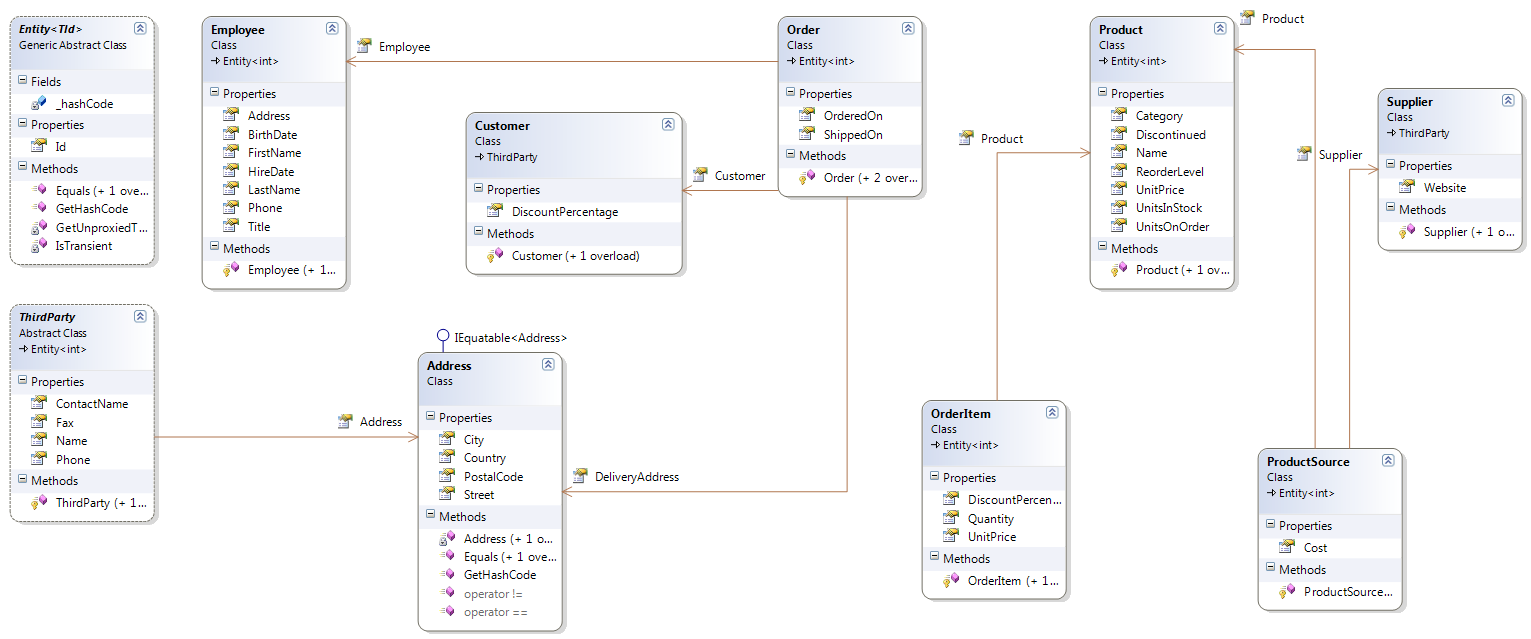 Entity<TId>
Generic Abstract Class
Fields
_hashCode
Properties
Id
Methods
Equals (+ 1 ove...
GetHashCode
GetUnproxiedT...
IsTransient
Employee
Class
Entity<int>
Properties
Address
BirthDate
FirstName
HireDate
LastName
Phone
Title
Methods
Employee (+ 1...
Employee
Customer
Class
ThirdParty
Properties
DiscountPercentage
Methods
Customer (+ 1 overload)
Customer
Order
Class
Entity<int>
Properties
OrderedOn
ShippedOn
Methods
Order (+ 2 over...
Product
Product
Class
Entity<int>
Properties
Category
Discontinued
Name
ReorderLevel
UnitPrice
UnitsInStock
UnitsOnOrder
Methods
Product (+ 1 ov...
Product
Supplier
Supplier
Class
ThirdParty
Properties
Website
Methods
Supplier (+ 1 o...
ThirdParty
Abstract Class
Entity<int>
Properties
ContactName
Fax
Name
Phone
Methods
ThirdParty (+ 1...
Address
IEquatable<Address>
Address
Class
Properties
City
Country
PostalCode
Street
Methods
Address (+ 1 o...
Equals (+ 1 ove...
GetHashCode
operator !=
operator ==
DeliveryAddress
OrderItem
Class
Entity<int>
Properties
DiscountPercen...
Quantity
UnitPrice
Methods
OrderItem (+ 1...
ProductSource
Class
Entity<int>
Properties
Cost
Methods
ProductSource...